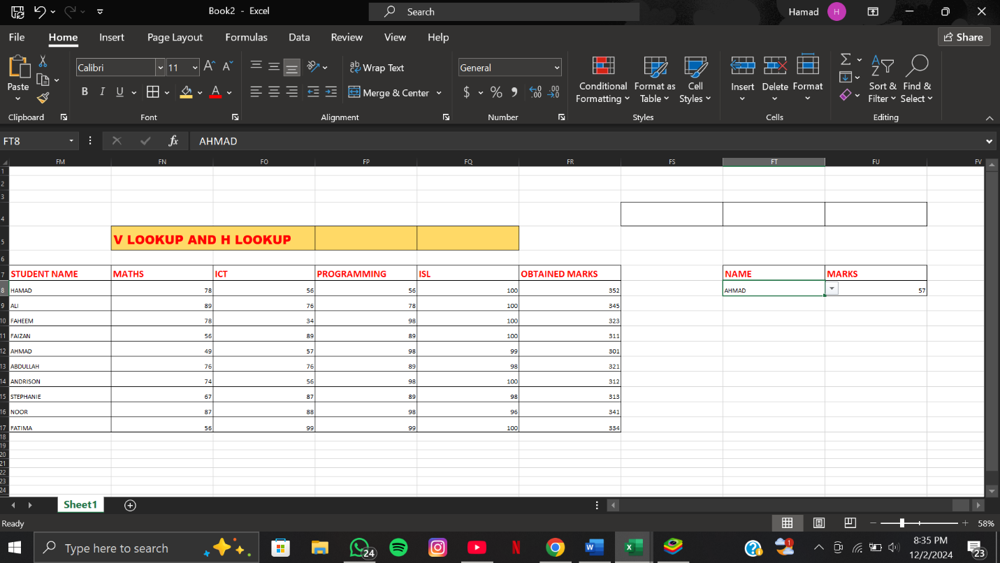 Book2 - Excel
Search
Hamad
H
File Home Insert Page Layout Formulas Data Review View Help
Share
Paste
Calibri
11
A A
B I U
A
ab Wrap Text
Merge & Center
General
$ % 9
Conditional Formatting
Format as Table
Cell Styles
Insert
Delete
Format
Sort & Filter
Find & Select
Clipboard Font Alignment Number Styles Cells Editing
FT8
fx
AHMAD
FM FN FO FP FQ FR FS FT FU FV
1
2
3
4
5 V LOOKUP AND H LOOKUP
6
7 STUDENT NAME MATHS ICT PROGRAMMING ISL OBTAINED MARKS NAME MARKS
8 HAMAD 78 56 56 100 352 AHMAD 57
9 ALI 89 76 78 100 345
10 FAHEEM 78 34 98 100 323
11 FAIZAN 56 89 89 100 311
12 AHMAD 49 57 98 99 301
13 ABDULLAH 76 76 89 98 321
14 ANDRISON 74 56 98 100 312
15 STEPHANIE 67 87 89 98 313
16 NOOR 87 88 98 96 341
17 FATIMA 56 99 99 100 334
18
19
20
21
22
23
24
Sheet1
Ready
58%
Type here to search
24
1
8:35 PM
12/2/2024
23